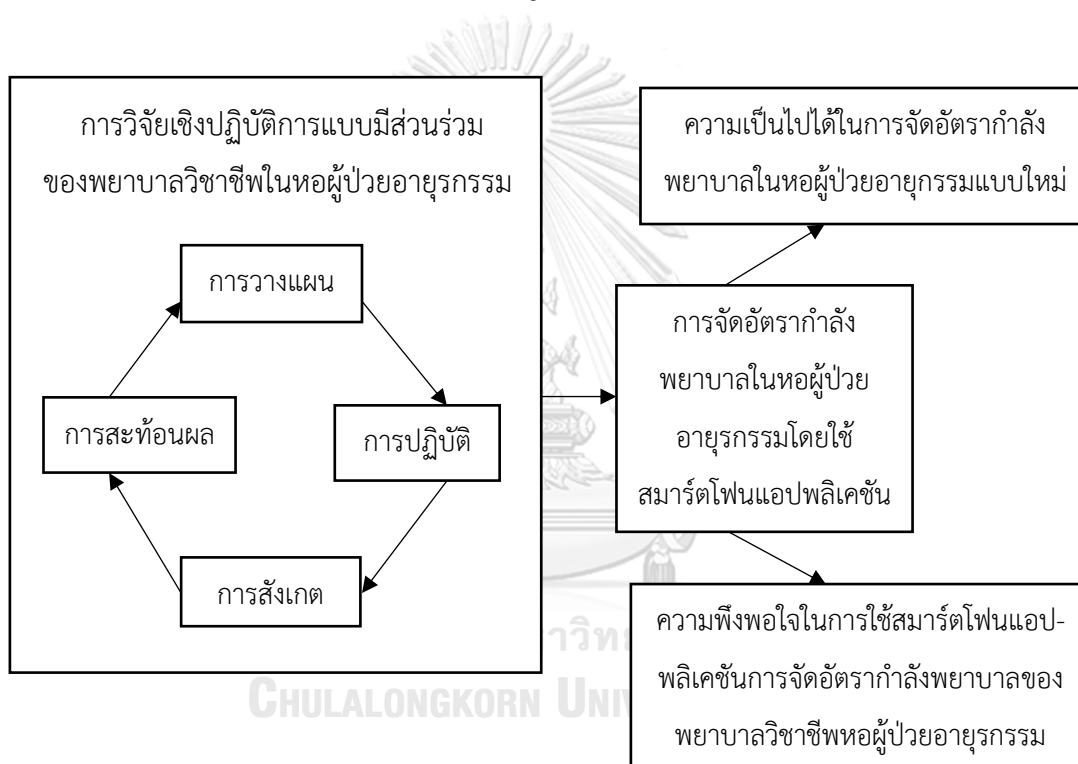 การวิจัยเชิงปฏิบัติการแบบมีส่วนร่วม
ของพยาบาลวิชาชีพในหอผู้ป่วยอายุรกรรม
การวางแผน
การปฏิบัติ
การสังเกต
การสะท้อนผล
การจัดอัตรากำลัง
พยาบาลในหอผู้ป่วย
อายุรกรรมโดยใช้
สมาร์ตโฟนแอปพลิเคชัน
ความเป็นไปได้ในการจัดอัตรากำลัง
พยาบาลในหอผู้ป่วยอายุกรรมแบบใหม่
ความพึงพอใจในการใช้สมาร์ตโฟนแอป-
พลิเคชันการจัดอัตรากำลังพยาบาลของ
พยาบาลวิชาชีพหอผู้ป่วยอายุรกรรม
CHULALONGKORN